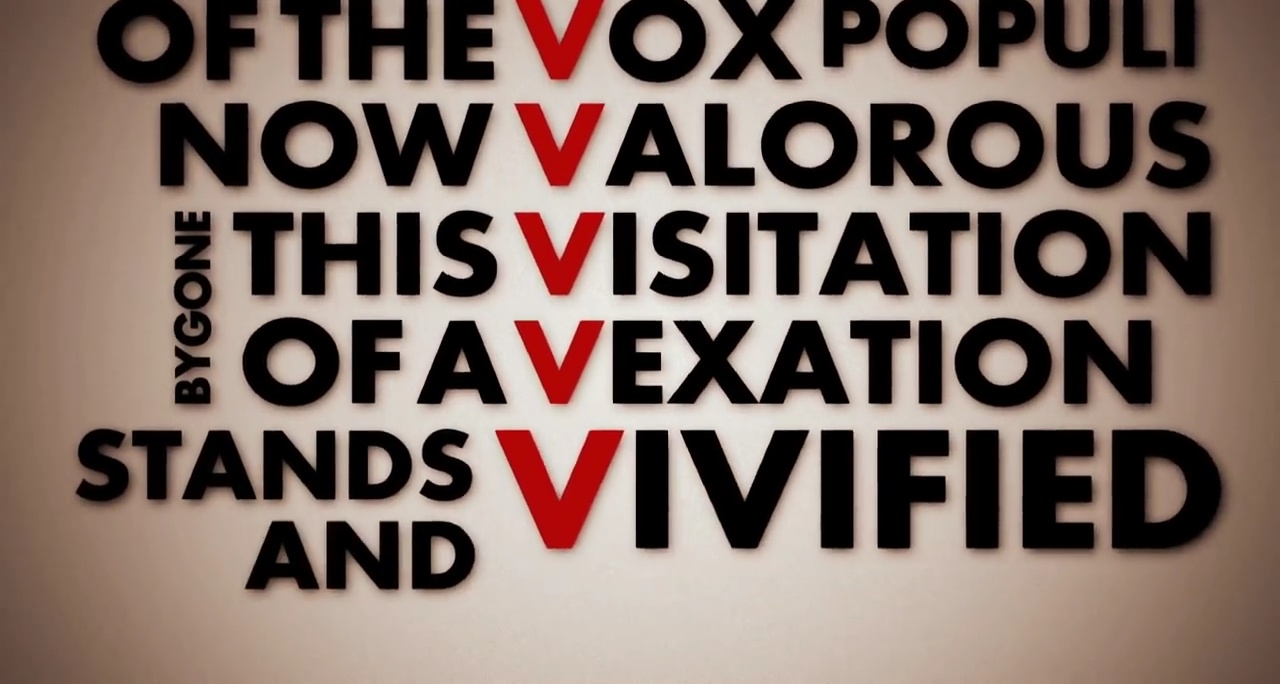 OF THE VOX POPULI
NOW VALOROUS
THIS VISITATION
BYGONE
OF A VEXATION
STANDS VIVIFIED
AND